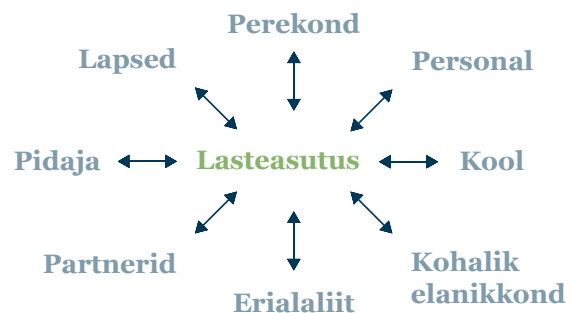 Perekond
Lapsed
Personal
Pidaja
Lasteasutus
Kool
Partnerid
Kohalik
elanikkond
Erialaliit